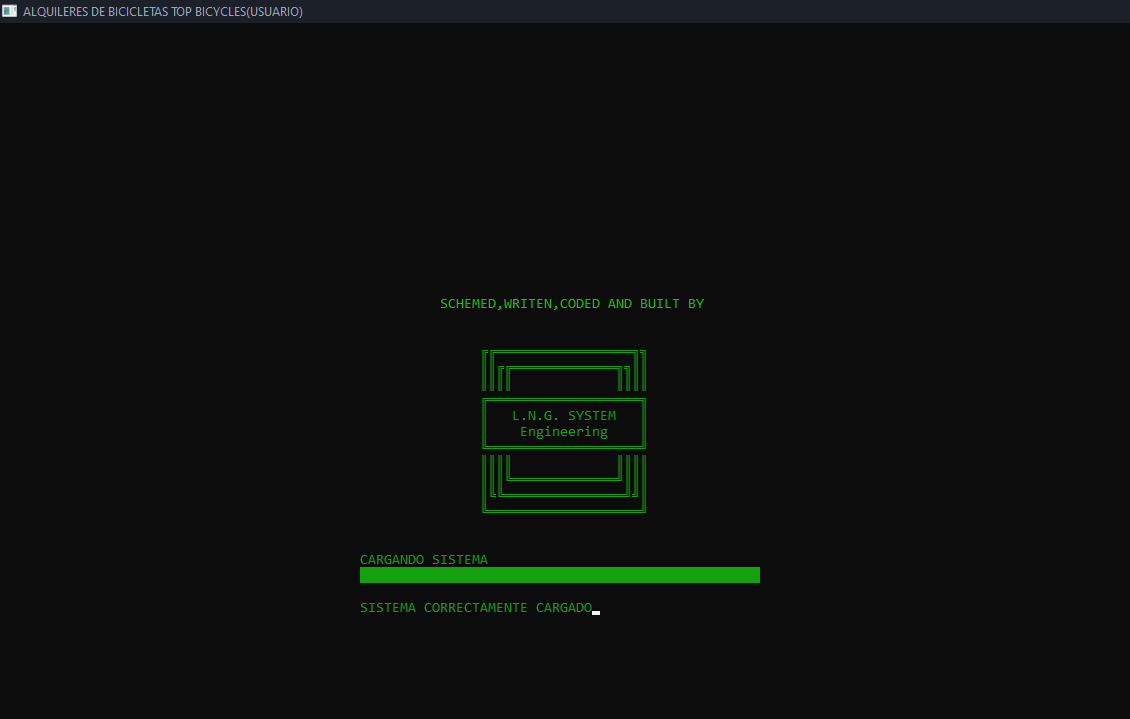 ALQUILERES DE BICICLETAS TOP BICYCLES(USUARIO)
SCHEMED,WRITEN,CODED AND BUILT BY
L.N.G. SYSTEM
Engineering
CARGANDO SISTEMA
SISTEMA CORRECTAMENTE CARGADO